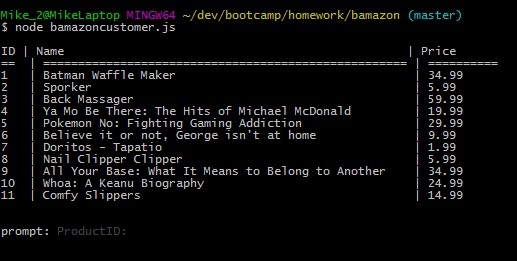 Mike_2@MikeLaptop MINGW64 ~/dev/bootcamp/homework/bamazon (master)
$ node bamazoncustomer.js
ID | Name | Price
== | ================================================== | ==========
1 | Batman Waffle Maker | 34.99
2 | Sporker | 5.99
3 | Back Massager | 59.99
4 | Ya Mo Be There: The Hits of Michael McDonald | 19.99
5 | Pokemon No: Fighting Gaming Addiction | 29.99
6 | Believe it or not, George isn't at home | 9.99
7 | Doritos - Tapatio | 1.99
8 | Nail Clipper Clipper | 5.99
9 | All Your Base: What It Means to Belong to Another | 34.99
10 | Whoa: A Keanu Biography | 24.99
11 | Comfy Slippers | 14.99
prompt: ProductID: